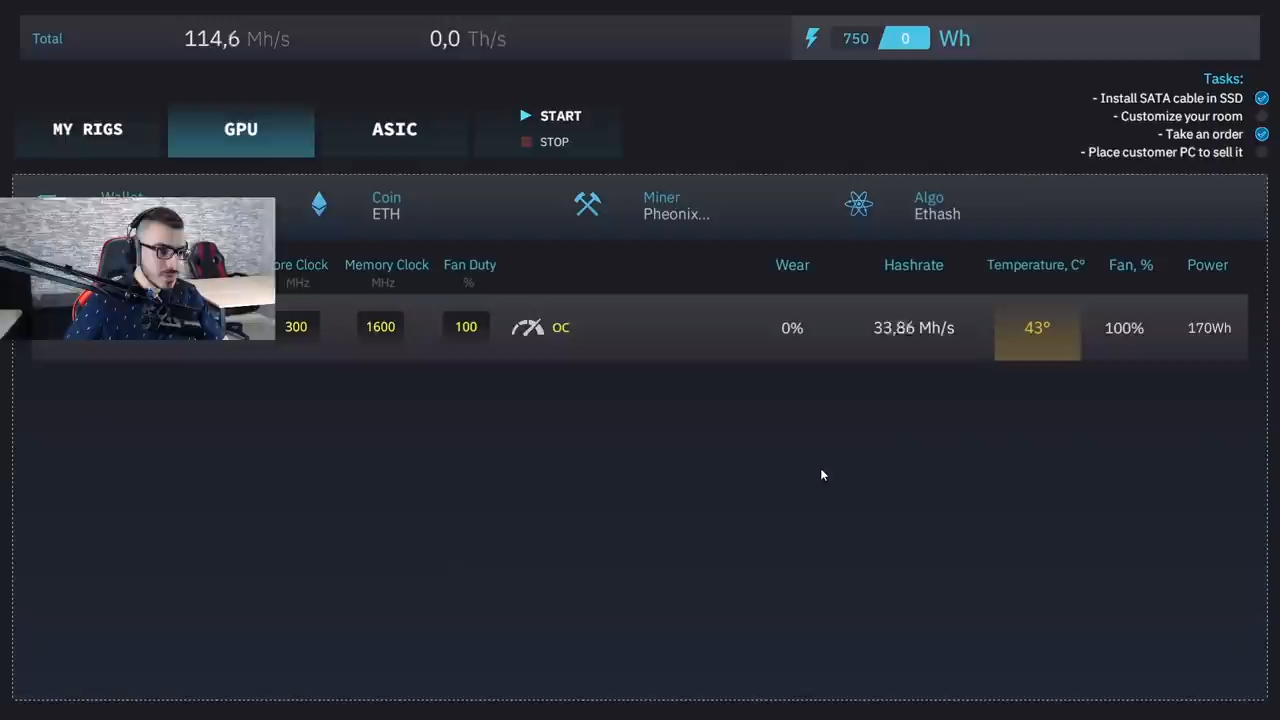 Total 114,6 Mh/s 0,0 Th/s 750 0 Wh
Tasks:
- Install SATA cable in SSD
- Customize your room
- Take an order
- Place customer PC to sell it
MY RIGS GPU ASIC START
STOP
Wallet Coin Miner Algo
ETH Pheonix... Ethash
ore Clock Memory Clock Fan Duty Wear Hashrate Temperature, C° Fan, % Power
MHz MHz %
300 1600 100 OC 0% 33,86 Mh/s 43° 100% 170Wh